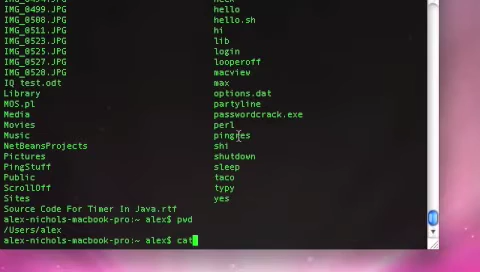 IMG_0499.JPG hello
IMG_0508.JPG hello.sh
IMG_0511.JPG hi
IMG_0523.JPG lib
IMG_0525.JPG login
IMG_0527.JPG looperoff
IMG_0528.JPG macview
IQ test.odt max
Library options.dat
MOS.pl partyline
Media passwordcrack.exe
Movies perl
Music pingres
NetBeansProjects shi
Pictures shutdown
PingStuff sleep
Public taco
ScrollOff typy
Sites yes
Source Code For Timer In Java.rtf
alex-nichols-macbook-pro:~ alex$ pwd
/Users/alex
alex-nichols-macbook-pro:~ alex$ cat